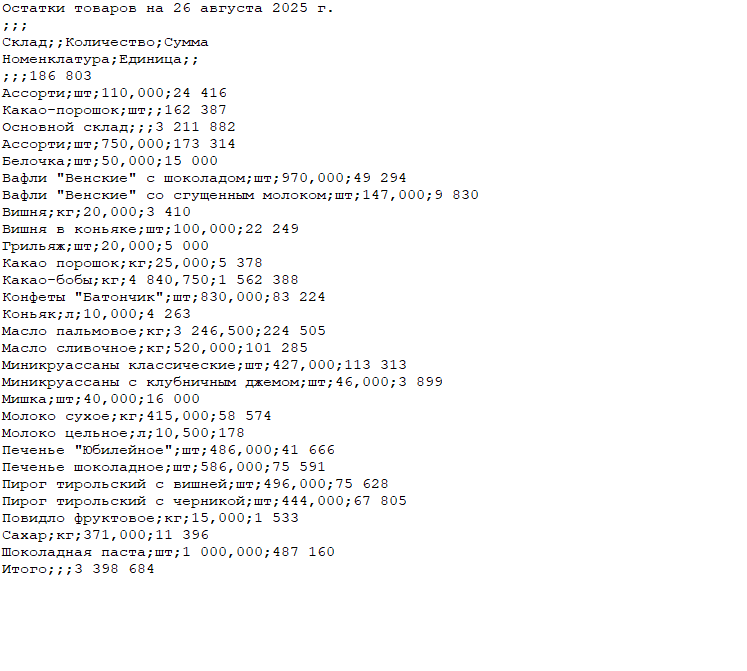 Остатки товаров на 26 августа 2025 г.
;;;
Склад;;Количество;Сумма
Номенклатура;Единица;;
;;;186 803
Ассорти;шт;110,000;24 416
Какао-порошок;шт;;162 387
Основной склад;;;3 211 882
Ассорти;шт;750,000;173 314
Белочка;шт;50,000;15 000
Вафли "Венские" с шоколадом;шт;970,000;49 294
Вафли "Венские" со сгущенным молоком;шт;147,000;9 830
Вишня;кг;20,000;3 410
Вишня в коньяке;шт;100,000;22 249
Грильяж;шт;20,000;5 000
Какао порошок;кг;25,000;5 378
Какао-бобы;кг;4 840,750;1 562 388
Конфеты "Батончик";шт;830,000;83 224
Коньяк;л;10,000;4 263
Масло пальмовое;кг;3 246,500;224 505
Масло сливочное;кг;520,000;101 285
Миникруассаны классические;шт;427,000;113 313
Миникруассаны с клубничным джемом;шт;46,000;3 899
Мишка;шт;40,000;16 000
Молоко сухое;кг;415,000;58 574
Молоко цельное;л;10,500;178
Печенье "Юбилейное";шт;486,000;41 666
Печенье шоколадное;шт;586,000;75 591
Пирог тирольский с вишней;шт;496,000;75 628
Пирог тирольский с черникой;шт;444,000;67 805
Повидло фруктовое;кг;15,000;1 533
Сахар;кг;371,000;11 396
Шоколадная паста;шт;1 000,000;487 160
Итого;;;3 398 684